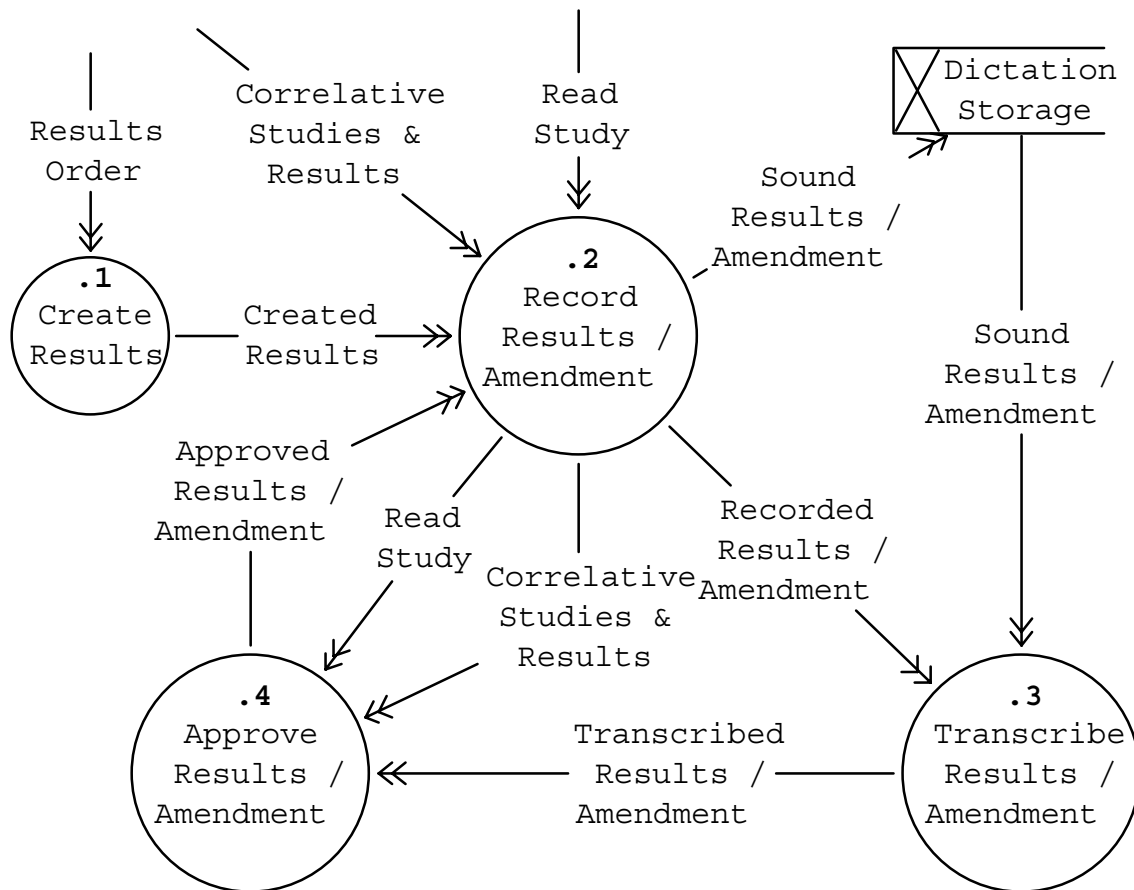 Results
Order
Correlative
Studies &
Results
Read
Study
Dictation
Storage
Sound
Results /
Amendment
.1
Create
Results
Created
Results
.2
Record
Results /
Amendment
Sound
Results /
Amendment
Approved
Results /
Amendment
Read
Study
Correlative
Studies &
Results
Recorded
Results /
Amendment
.4
Approve
Results /
Amendment
Transcribed
Results /
Amendment
.3
Transcribe
Results /
Amendment